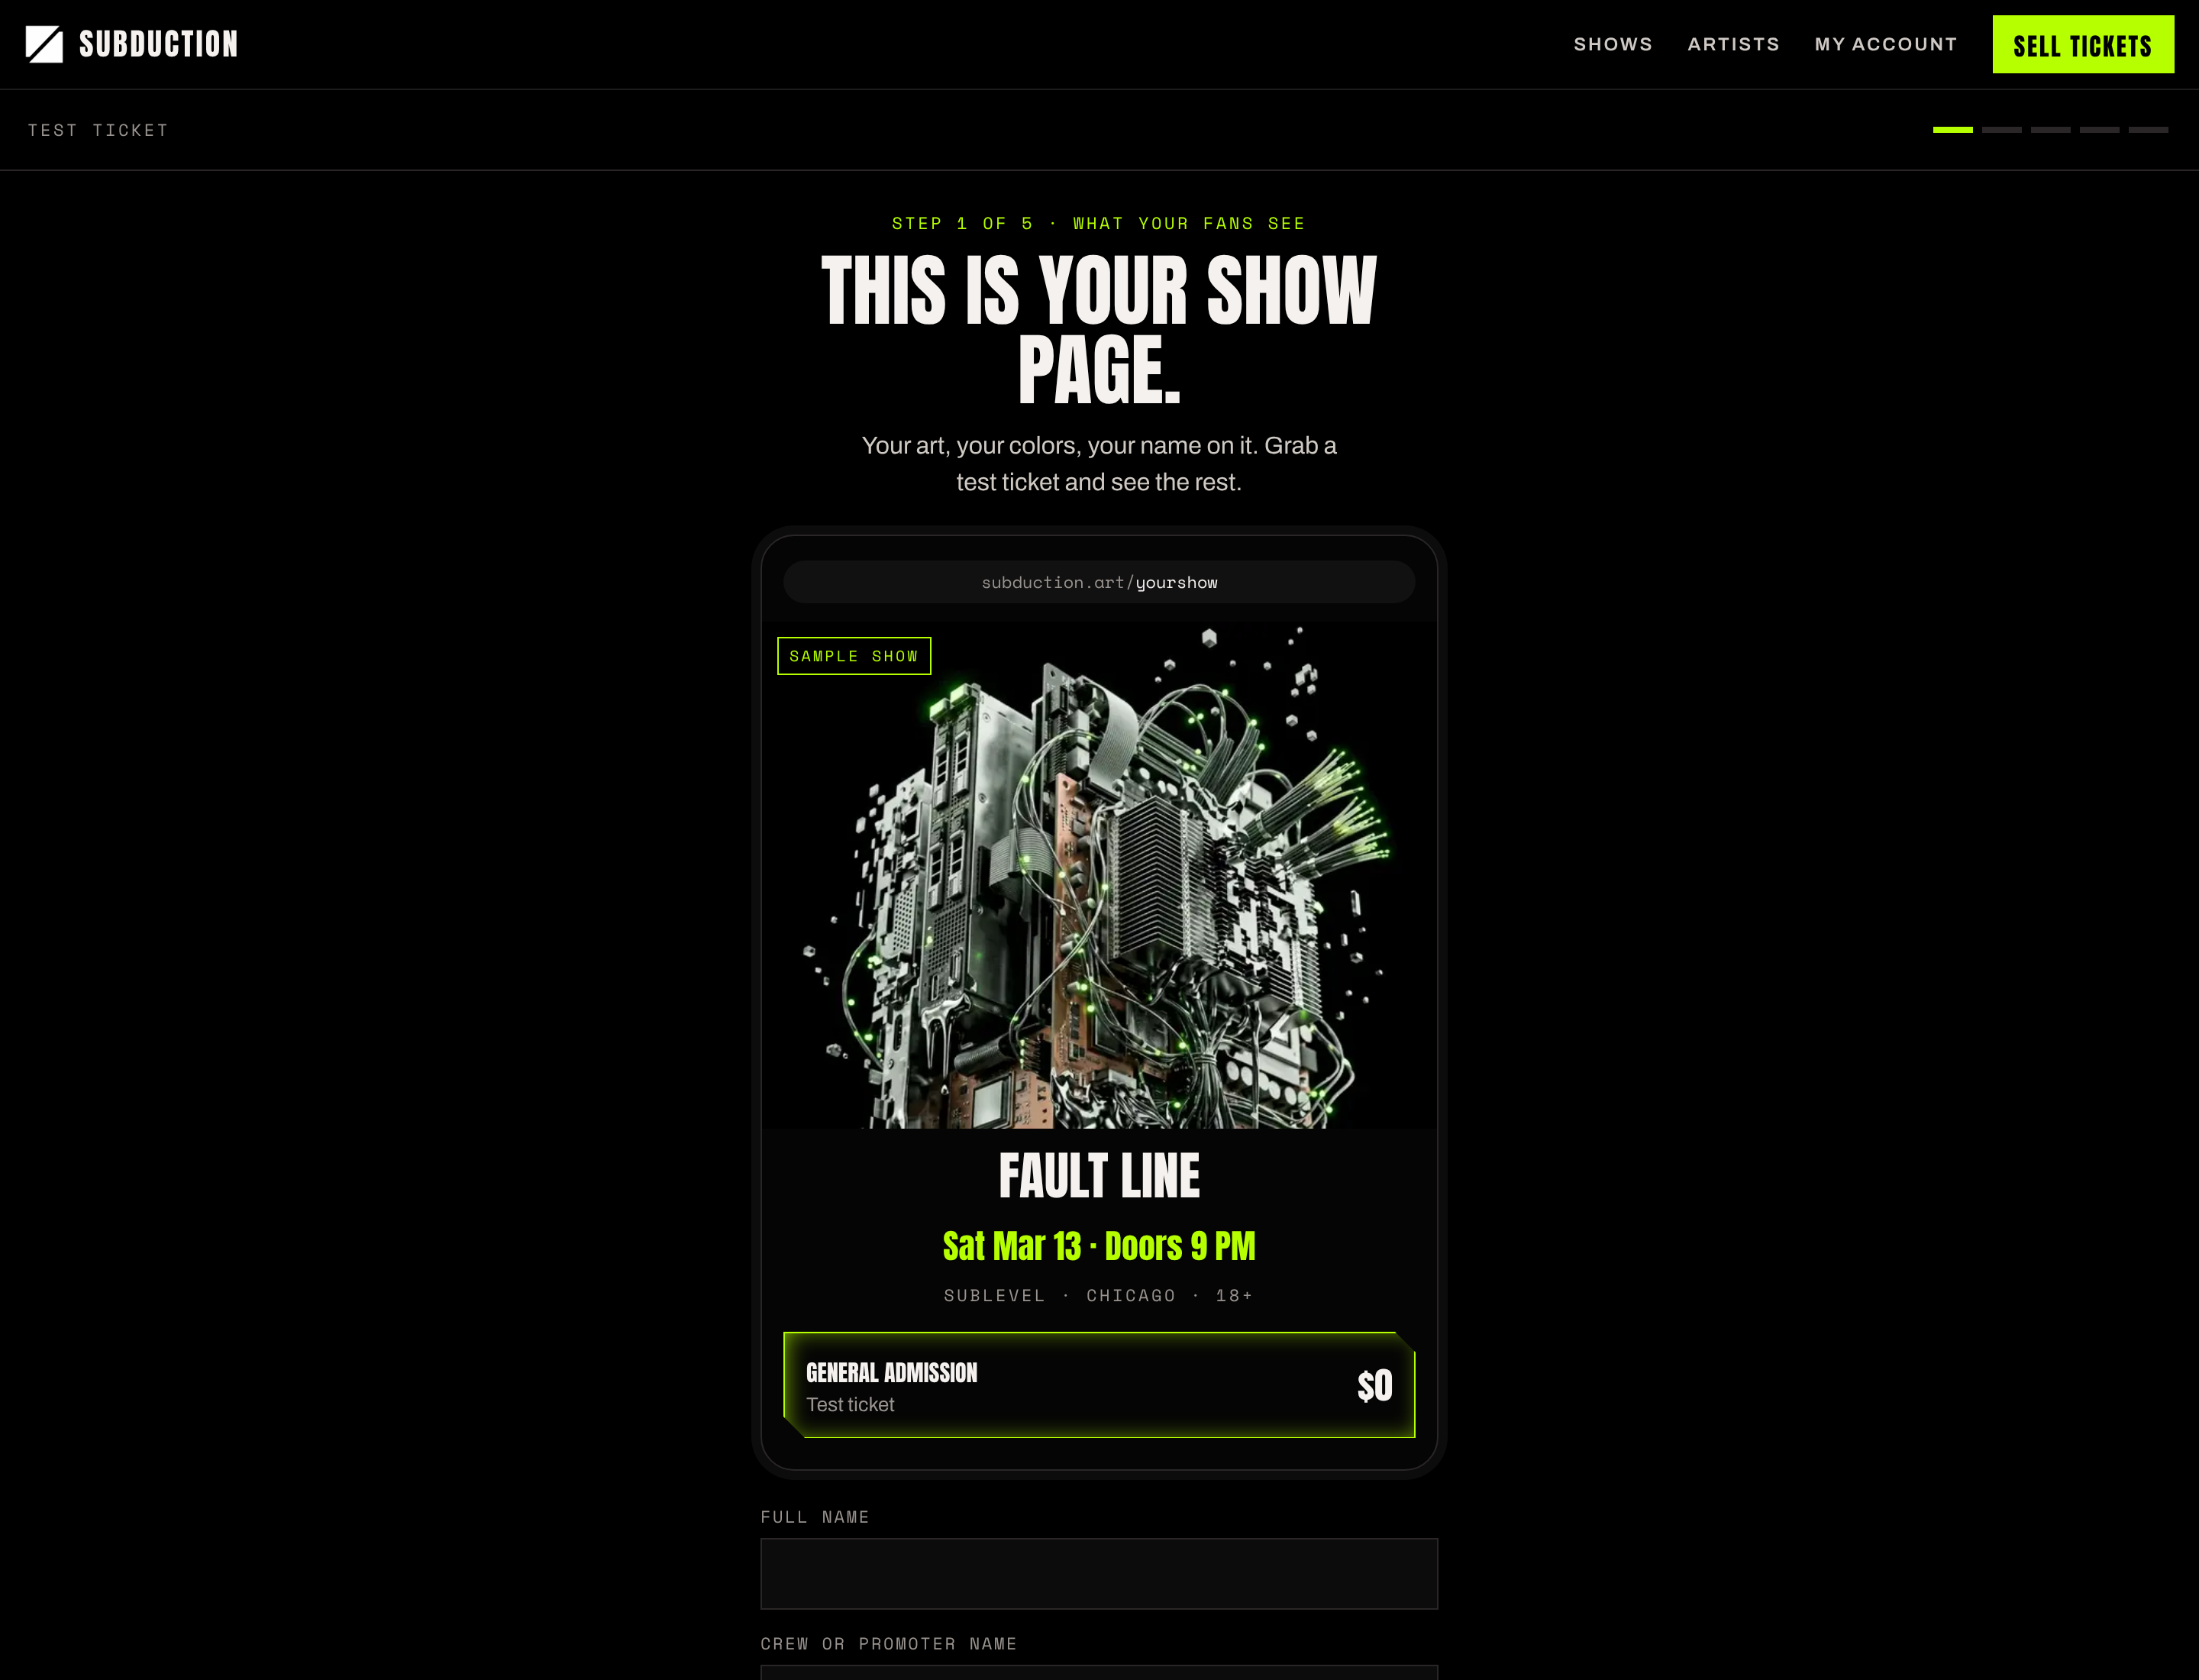 SUBDUCTION
SHOWS
ARTISTS
MY ACCOUNT
SELL TICKETS
TEST TICKET
STEP 1 OF 5 · WHAT YOUR FANS SEE
THIS IS YOUR SHOW
PAGE.
Your art, your colors, your name on it. Grab a
test ticket and see the rest.
subduction.art/yourshow
SAMPLE SHOW
FAULT LINE
Sat Mar 13 · Doors 9 PM
SUBLEVEL · CHICAGO · 18+
GENERAL ADMISSION
Test ticket
$0
FULL NAME
CREW OR PROMOTER NAME